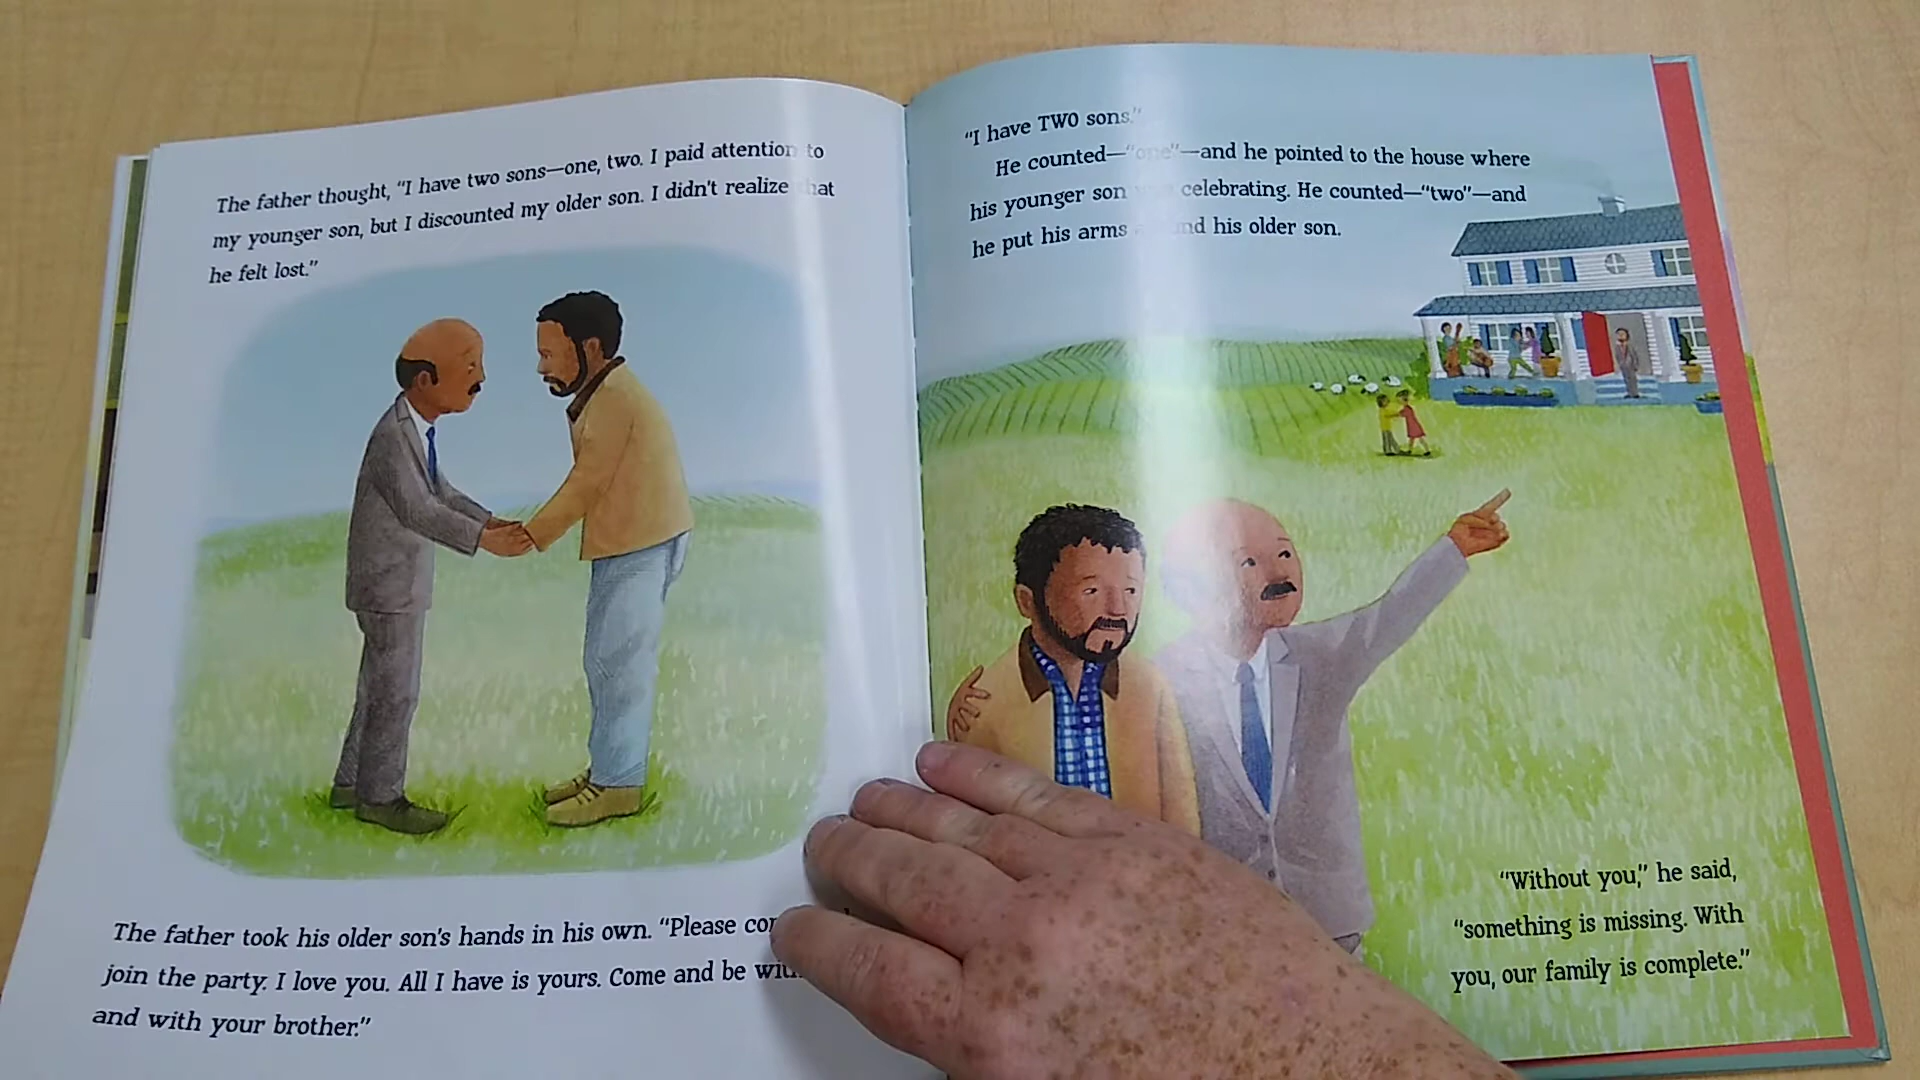 The father thought, "I have two sons—one, two. I paid attention to
my younger son, but I discounted my older son. I didn't realize that
he felt lost."
The father took his older son's hands in his own. "Please
join the party. I love you. All I have is yours. Come and be
and with your brother."
"I have TWO sons."
He counted—"one"—and he pointed to the house where
his younger son celebrating. He counted—"two"—and
he put his arms his older son.
"Without you," he said,
"something is missing. With
you, our family is complete."